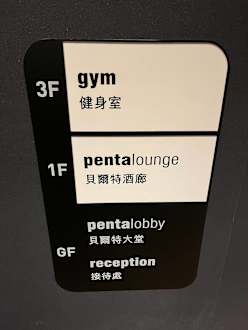 3F
gym
健身室
1F
pentalounge
貝爾特酒廊
GF
pentalobby
貝爾特大堂
reception
接待處